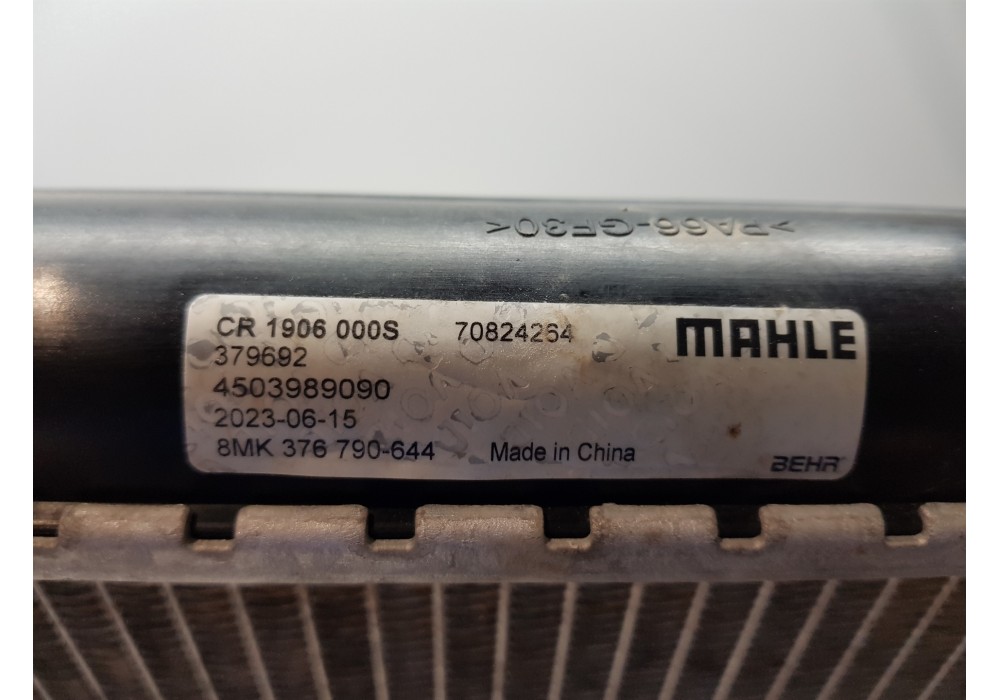 >PA66-GF30<
CR 1906 000S 70824264 MAHLE
379692
4503989090
2023-06-15
8MK 376 790-644 Made in China BEHR